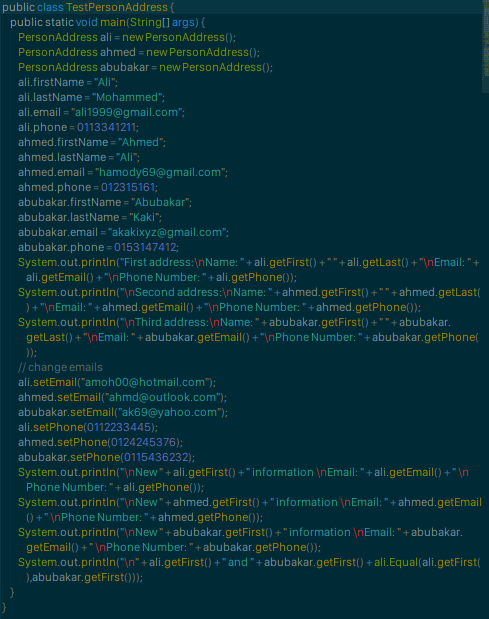 public class TestPersonAddress {
public static void main(String[] args) {
PersonAddress ali = new PersonAddress();
PersonAddress ahmed = new PersonAddress();
PersonAddress abubakar = new PersonAddress();
ali.firstName = "Ali";
ali.lastName = "Mohammed";
ali.email = "ali1999@gmail.com";
ali.phone = 0113341211;
ahmed.firstName = "Ahmed";
ahmed.lastName = "Ali";
ahmed.email = "hamody69@gmail.com";
ahmed.phone = 012315161;
abubakar.firstName = "Abubakar";
abubakar.lastName = "Kaki";
abubakar.email = "akakixyz@gmail.com";
abubakar.phone = 0153147412;
System.out.println("First address:\nName: " + ali.getFirst() + " " + ali.getLast() + "\nEmail: " +
ali.getEmail() + "\nPhone Number: " + ali.getPhone());
System.out.println("\nSecond address:\nName: " + ahmed.getFirst() + " " + ahmed.getLast(
) + "\nEmail: " + ahmed.getEmail() + "\nPhone Number: " + ahmed.getPhone());
System.out.println("\nThird address:\nName: " + abubakar.getFirst() + " " + abubakar.
getLast() + "\nEmail: " + abubakar.getEmail() + "\nPhone Number: " + abubakar.getPhone(
));
// change emails
ali.setEmail("amoh00@hotmail.com");
ahmed.setEmail("ahmd@outlook.com");
abubakar.setEmail("ak69@yahoo.com");
ali.setPhone(0112233445);
ahmed.setPhone(0124245376);
abubakar.setPhone(0115436232);
System.out.println("\nNew " + ali.getFirst() + " information \nEmail: " + ali.getEmail() + " \n
Phone Number: " + ali.getPhone());
System.out.println("\nNew " + ahmed.getFirst() + " information \nEmail: " + ahmed.getEmail
() + " \nPhone Number: " + ahmed.getPhone());
System.out.println("\nNew " + abubakar.getFirst() + " information \nEmail: " + abubakar.
getEmail() + " \nPhone Number: " + abubakar.getPhone());
System.out.println("\n" + ali.getFirst() + " and " + abubakar.getFirst() + ali.Equal(ali.getFirst(
),abubakar.getFirst()));
}
}